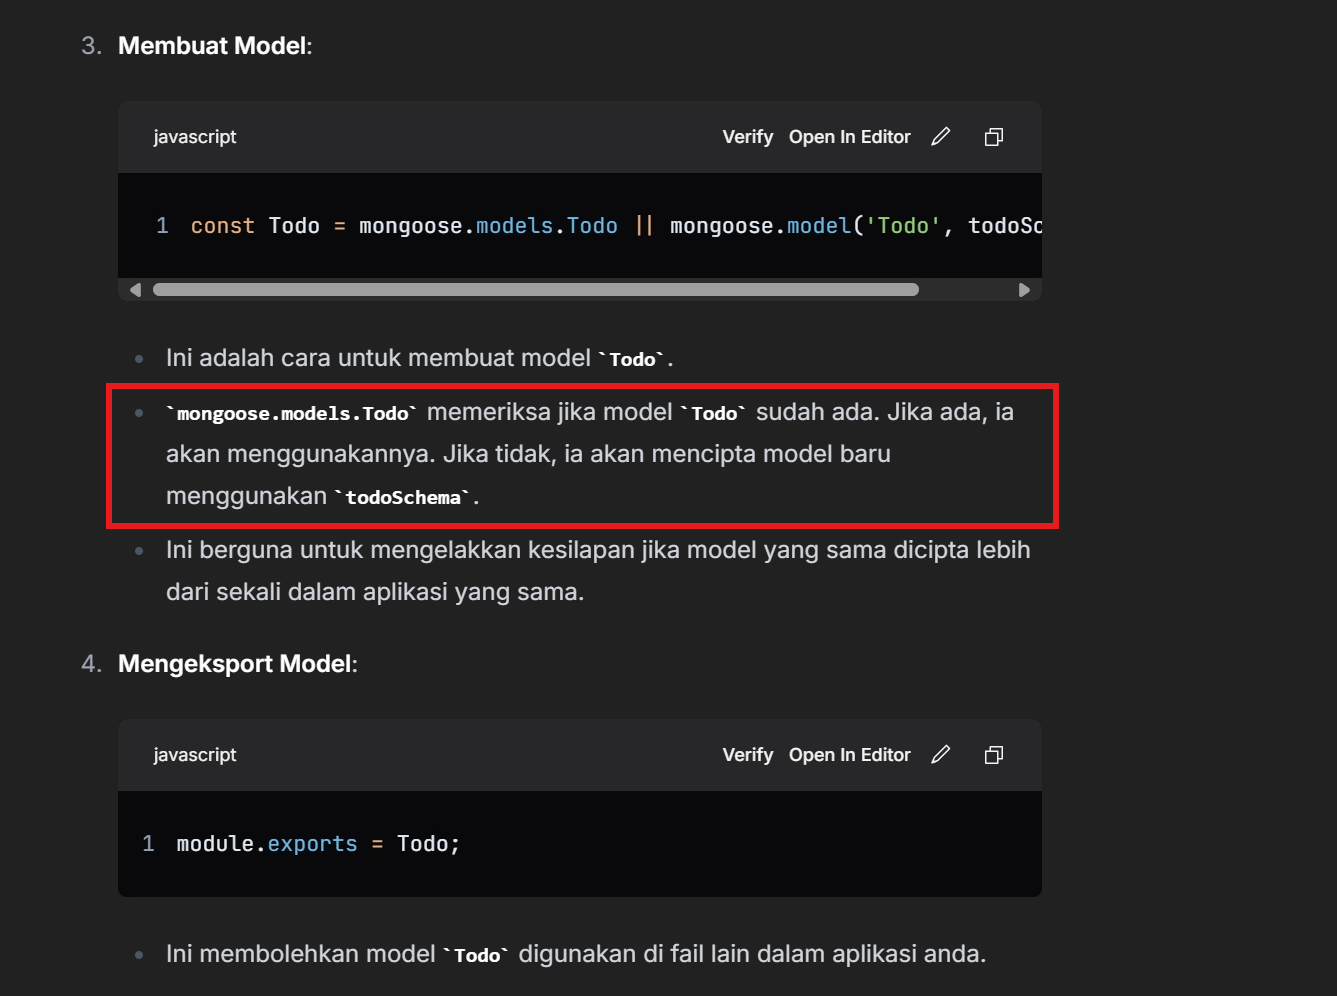 3. Membuat Model:
javascript Verify Open In Editor
1 const Todo = mongoose.models.Todo || mongoose.model('Todo', todoSc
Ini adalah cara untuk membuat model `Todo`.
`mongoose.models.Todo` memeriksa jika model `Todo` sudah ada. Jika ada, ia
akan menggunakannya. Jika tidak, ia akan mencipta model baru
menggunakan `todoSchema`.
Ini berguna untuk mengelakkan kesilapan jika model yang sama dicipta lebih
dari sekali dalam aplikasi yang sama.
4. Mengeksport Model:
javascript Verify Open In Editor
1 module.exports = Todo;
Ini membolehkan model `Todo` digunakan di fail lain dalam aplikasi anda.